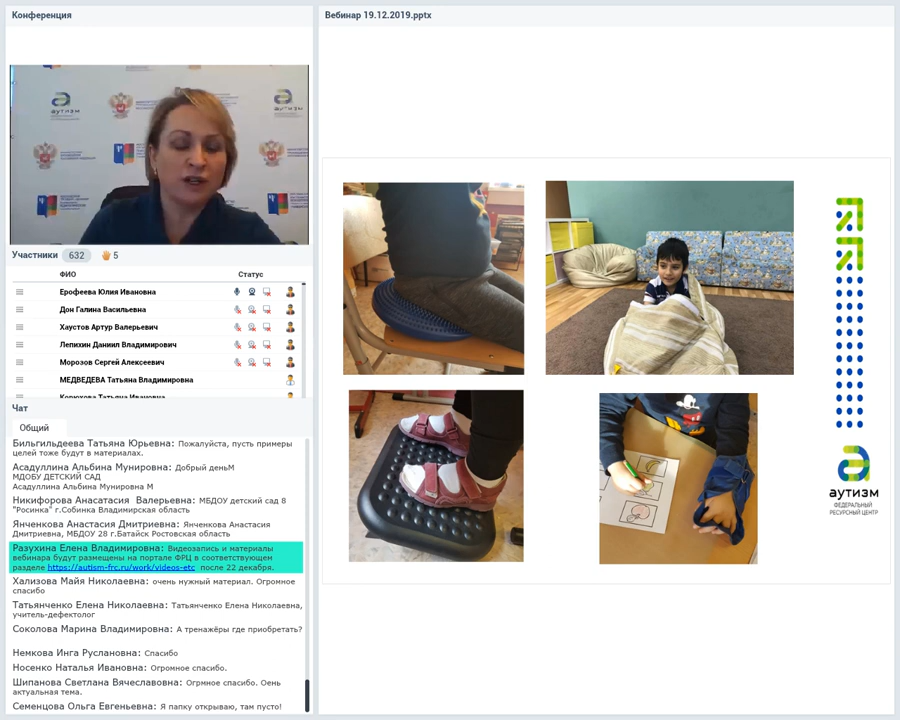 Конференция
аутизм
аутизм
Участники 632 5
ФИО Статус
Ерофеева Юлия Ивановна
Дон Галина Васильевна
Хаустов Артур Валерьевич
Лепихин Даниил Владимирович
Морозов Сергей Алексеевич
МЕДВЕДЕВА Татьяна Владимировна
Корюхова Татьяна Ивановна
Чат
Общий
Бильгильдеева Татьяна Юрьевна: Пожалуйста, пусть примеры
целей тоже будут в материалах.
Асадуллина Альбина Мунировна: Добрый деньМ
МДОБУ ДЕТСКИЙ САД
Асадуллина Альбина Мунировна М
Никифорова Анасатасия Валерьевна: МБДОУ детский сад 8
"Росинка" г.Собинка Владимирская область
Янченкова Анастасия Дмитриевна: Янченкова Анастасия
Дмитриевна, МБДОУ 28 г.Батайск Ростовская область
Разухина Елена Владимировна: Видеозапись и материалы
вебинара будут размещены на портале ФРЦ в соответствующем
разделе https://autism-frc.ru/work/videos-etc после 22 декабря.
Хализова Майя Николаевна: очень нужный материал. Огромное
спасибо
Татьянченко Елена Николаевна: Татьянченко Елена Николаевна,
учитель-дефектолог
Соколова Марина Владимировна: А тренажёры где приобретать?
Немкова Инга Руслановна: Спасибо
Носенко Наталья Ивановна: Огромное спасибо.
Шипанова Светлана Вячеславовна: Огрмное спасибо. Оень
актуальная тема.
Семенцова Ольга Евгеньевна: Я папку открываю, там пусто!
Вебинар 19.12.2019.pptx
аутизм
ФЕДЕРАЛЬНЫЙ
РЕСУРСНЫЙ ЦЕНТР